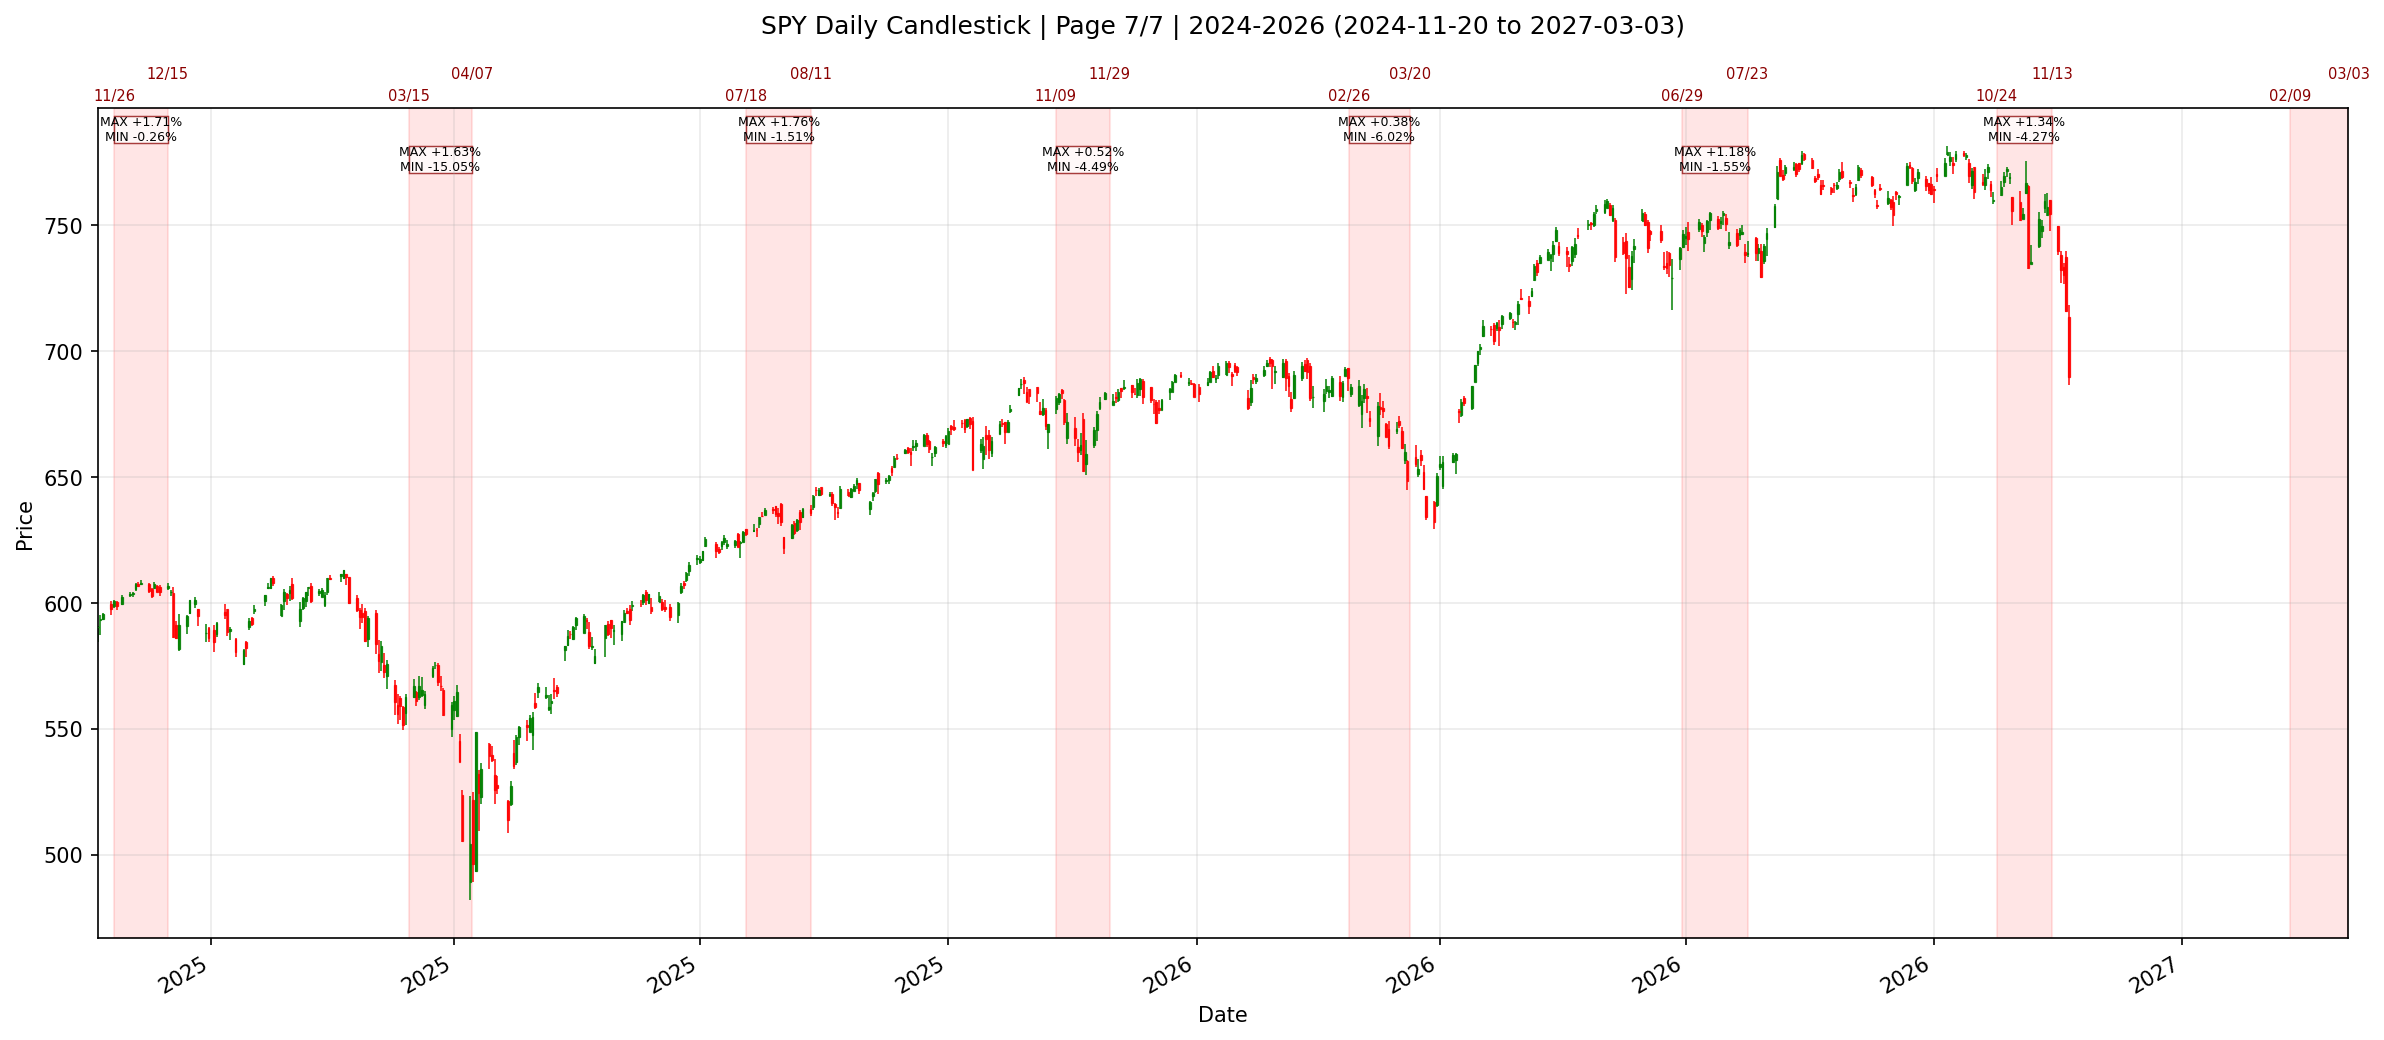 SPY Daily Candlestick | Page 7/7 | 2024-2026 (2024-11-20 to 2027-03-03)
12/15 04/07 08/11 11/29 03/20 07/23 11/13 03/03
11/26 03/15 07/18 11/09 02/26 06/29 10/24 02/09
MAX +1.71%
MIN -0.26%
MAX +1.63%
MIN -15.05%
MAX +1.76%
MIN -1.51%
MAX +0.52%
MIN -4.49%
MAX +0.38%
MIN -6.02%
MAX +1.18%
MIN -1.55%
MAX +1.34%
MIN -4.27%
750
700
650
600
550
500
Price
2025 2025 2025 2025 2026 2026 2026 2026 2027
Date